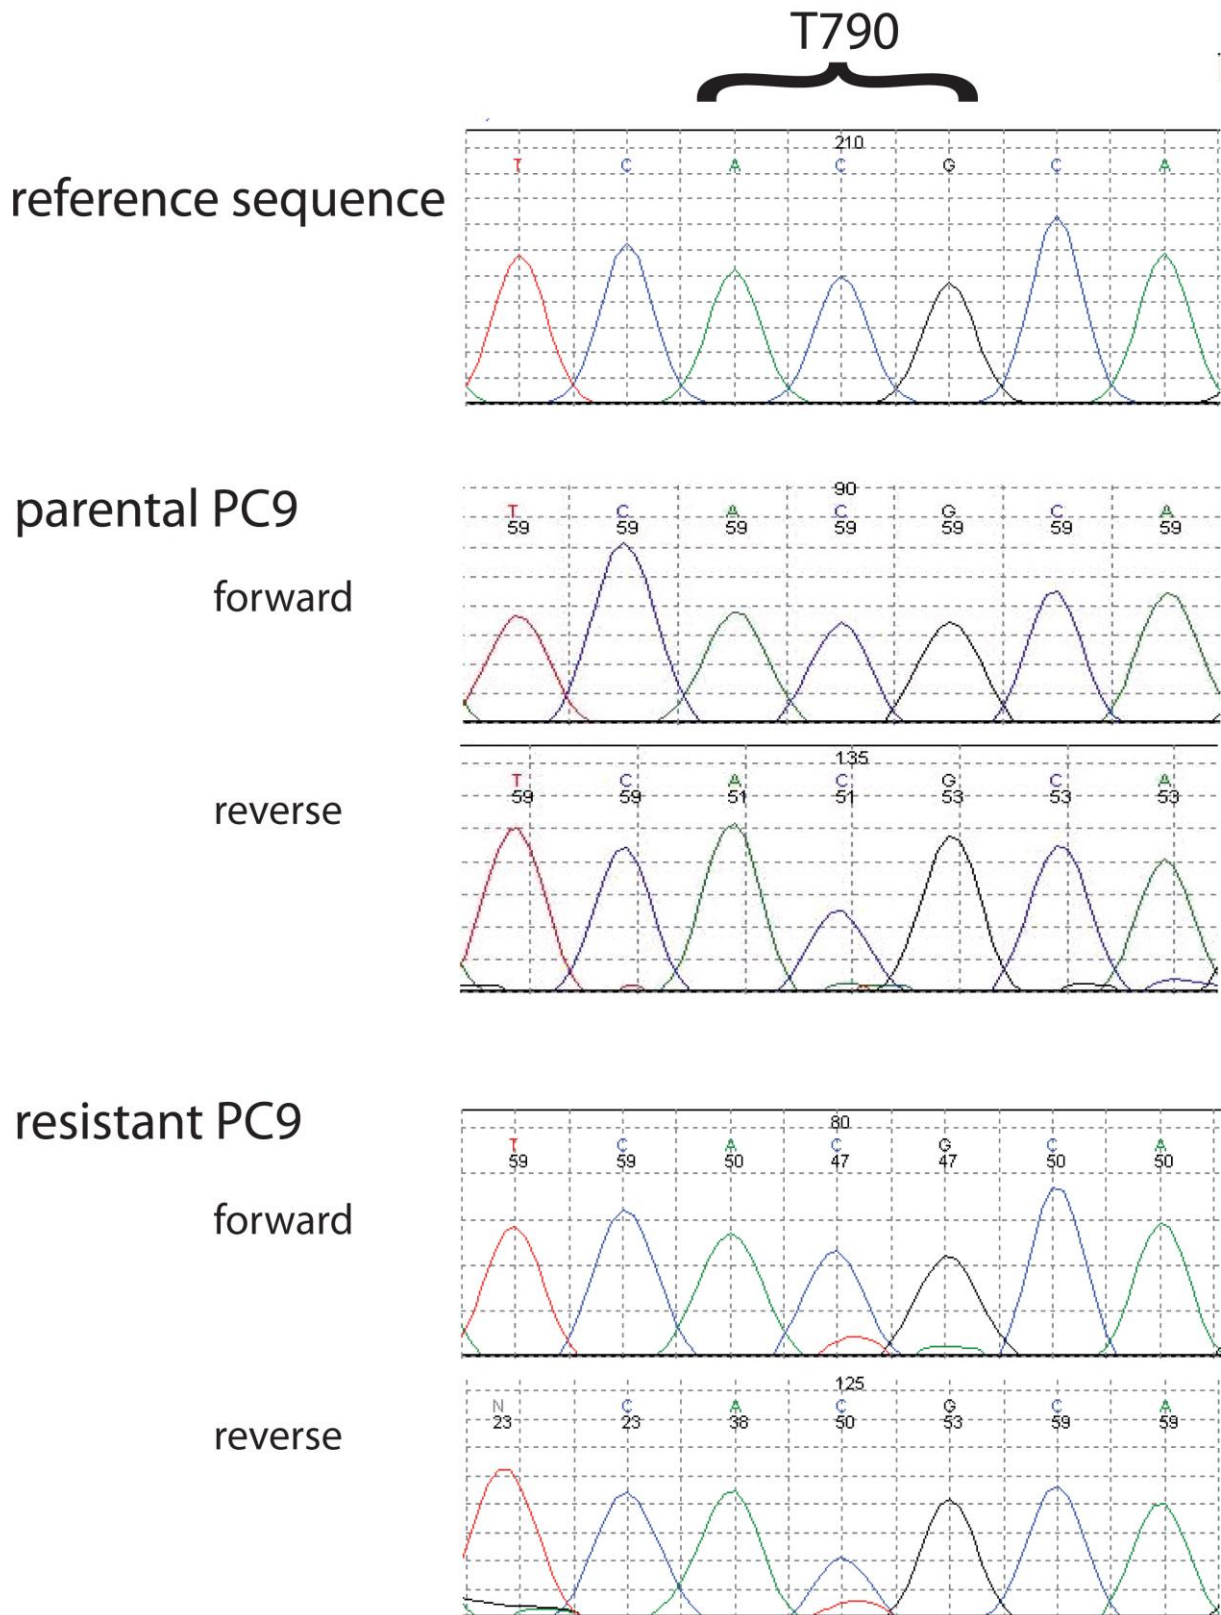 T790
210
T C A C G C A
reference sequence
90
parental PC9
T C A C G C A
59 59 59 59 59 59 59
forward
135
T C A C G C A
59 59 51 51 53 53 53
reverse
resistant PC9
80
T C A C G C A
59 59 50 47 47 50 50
forward
125
N C A C G C A
23 23 38 50 53 59 59
reverse